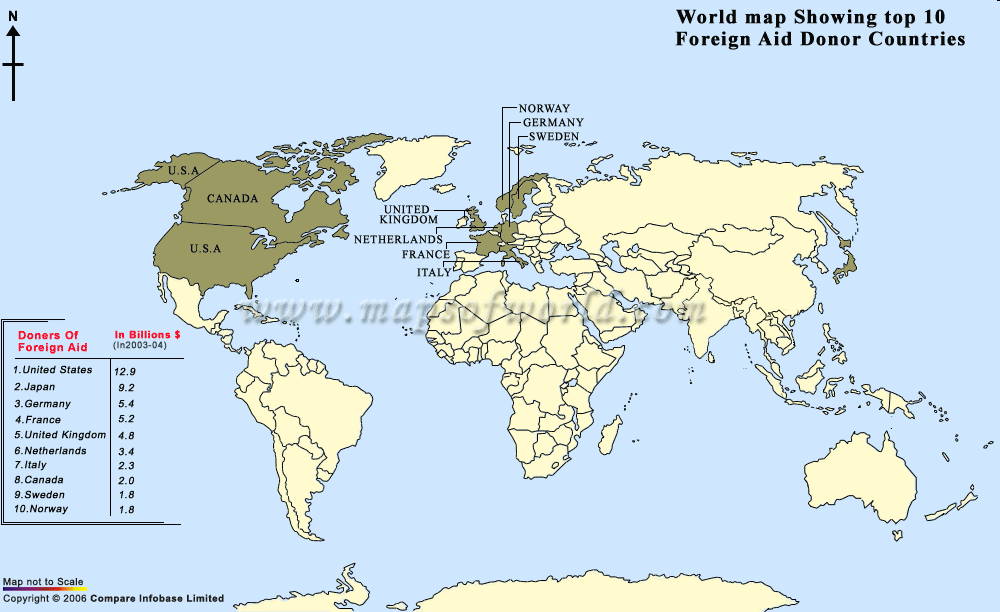 N
World map Showing top 10
Foreign Aid Donor Countries
NORWAY
GERMANY
SWEDEN
U.S.A
CANADA
UNITED
KINGDOM
U.S.A
NETHERLANDS
FRANCE
ITALY
www.mapsofworld.com
Doners Of
Foreign Aid
In Billions $
(In2003-04)
1.United States 12.9
2.Japan 9.2
3.Germany 5.4
4.France 5.2
5.United Kingdom 4.8
6.Netherlands 3.4
7.Italy 2.3
8.Canada 2.0
9.Sweden 1.8
10.Norway 1.8
Map not to Scale
Copyright © 2006 Compare Infobase Limited